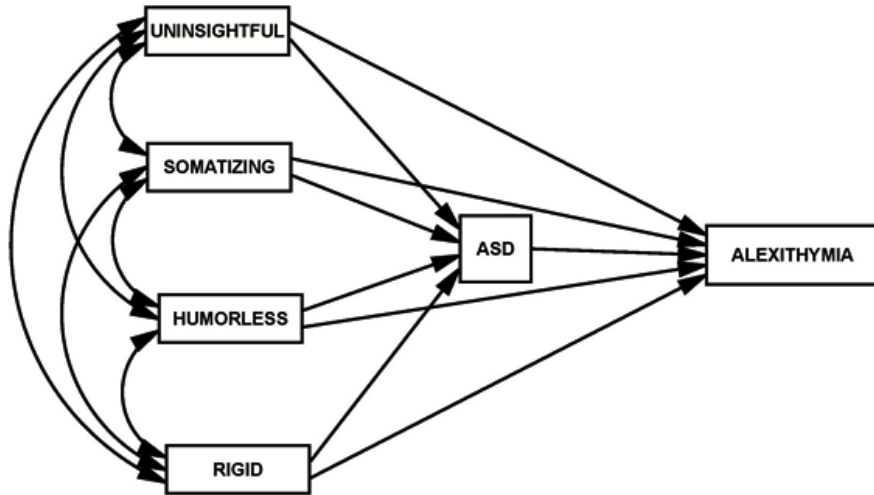 UNINSIGHTFUL
SOMATIZING
ASD
ALEXITHYMIA
HUMORLESS
RIGID